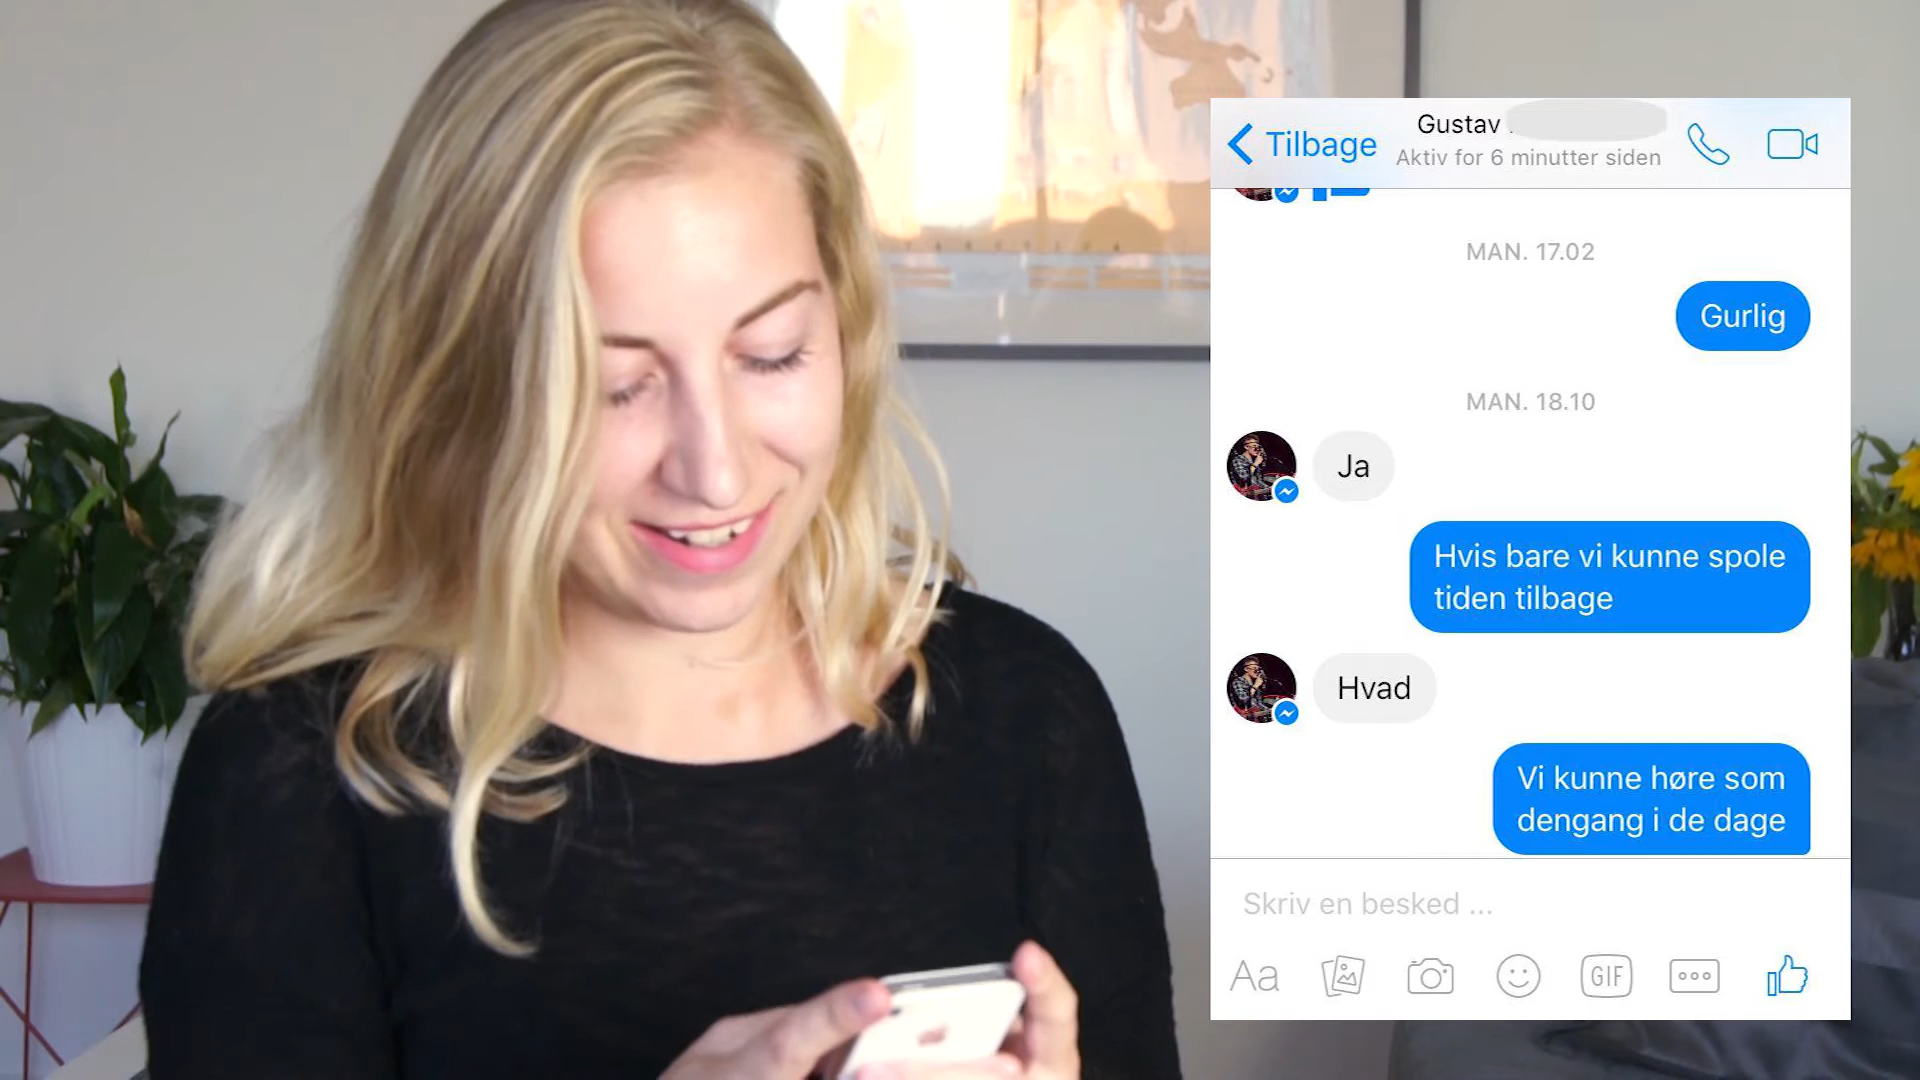 Tilbage
Gustav
Aktiv for 6 minutter siden
MAN. 17.02
Gurlig
MAN. 18.10
Ja
Hvis bare vi kunne spole
tiden tilbage
Hvad
Vi kunne høre som
dengang i de dage
Skriv en besked ...
Aa
GIF